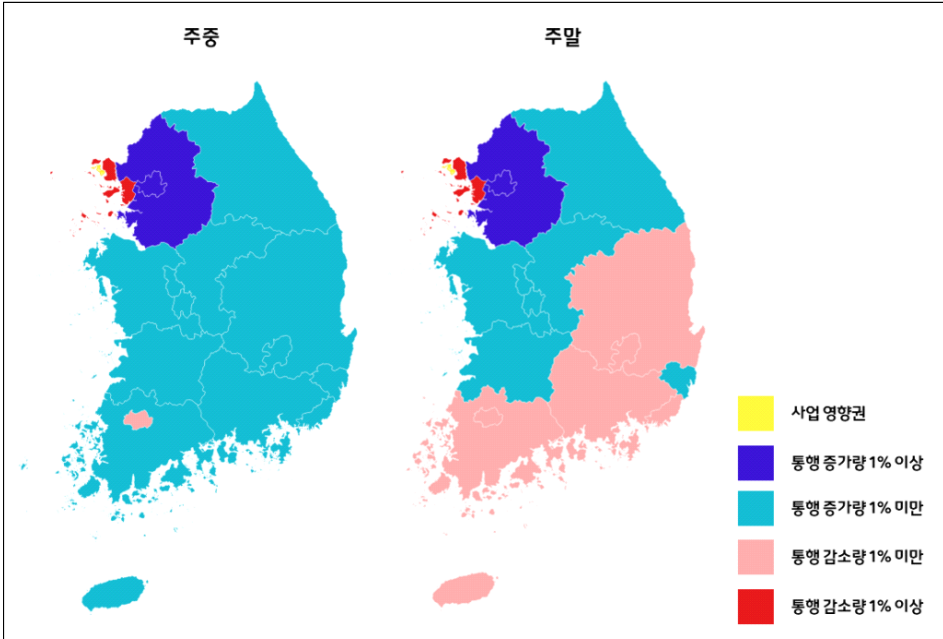 주중
주말
사업 영향권
통행 증가량 1% 이상
통행 증가량 1% 미만
통행 감소량 1% 미만
통행 감소량 1% 이상